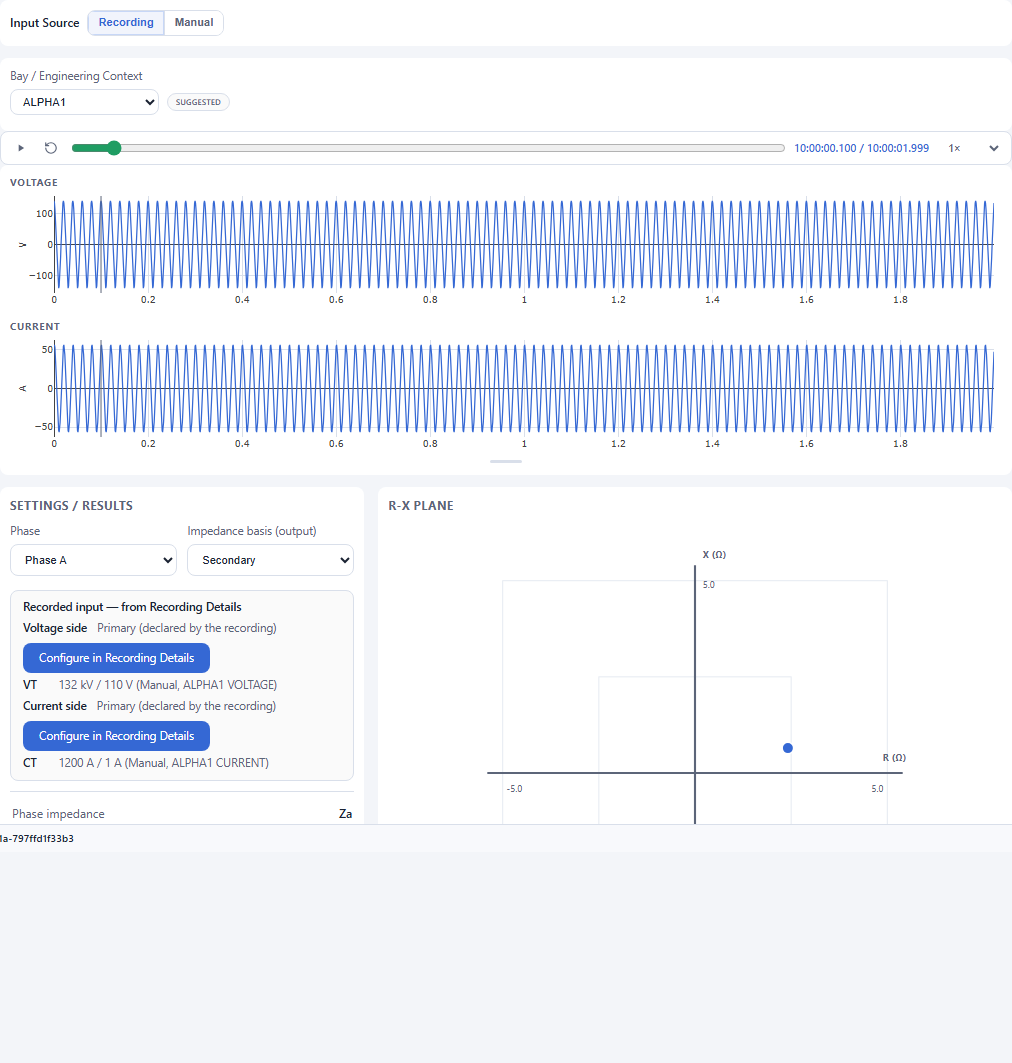 Input Source Recording Manual
Bay / Engineering Context
ALPHA1 SUGGESTED
10:00:00.100 / 10:00:01.999 1×
VOLTAGE
100
0
−100
V
0 0.2 0.4 0.6 0.8 1 1.2 1.4 1.6 1.8
CURRENT
50
0
−50
A
0 0.2 0.4 0.6 0.8 1 1.2 1.4 1.6 1.8
SETTINGS / RESULTS
Phase Impedance basis (output)
Phase A Secondary
Recorded input — from Recording Details
Voltage side Primary (declared by the recording)
Configure in Recording Details
VT 132 kV / 110 V (Manual, ALPHA1 VOLTAGE)
Current side Primary (declared by the recording)
Configure in Recording Details
CT 1200 A / 1 A (Manual, ALPHA1 CURRENT)
Phase impedance Za
R-X PLANE
X (Ω)
5.0
R (Ω)
-5.0 5.0
1a-797ffd1f33b3